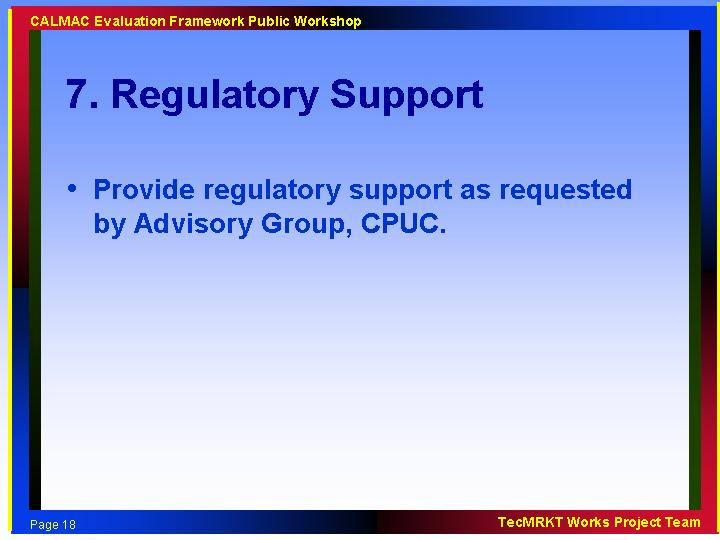 CALMAC Evaluation Framework Public Workshop
7. Regulatory Support
• Provide regulatory support as requested
by Advisory Group, CPUC.
Page 18
TecMRKT Works Project Team